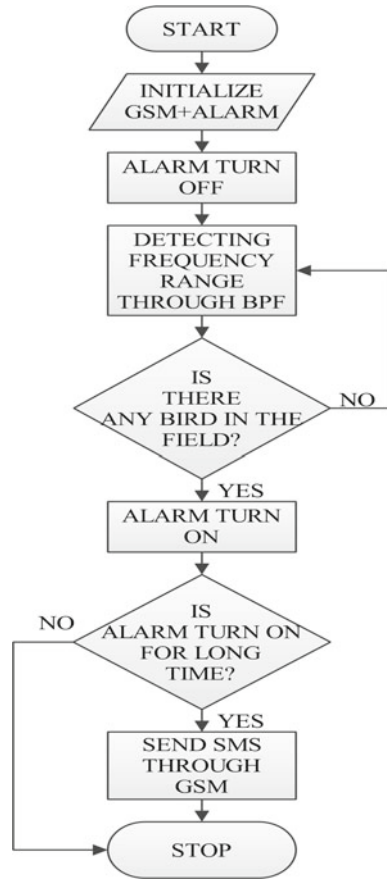 START
INITIALIZE
GSM+ALARM
ALARM TURN
OFF
DETECTING
FREQUENCY
RANGE
THROUGH BPF
IS
THERE
ANY BIRD IN THE
FIELD?
NO
YES
ALARM TURN
ON
IS
ALARM TURN ON
FOR LONG
TIME?
NO
YES
SEND SMS
THROUGH
GSM
STOP